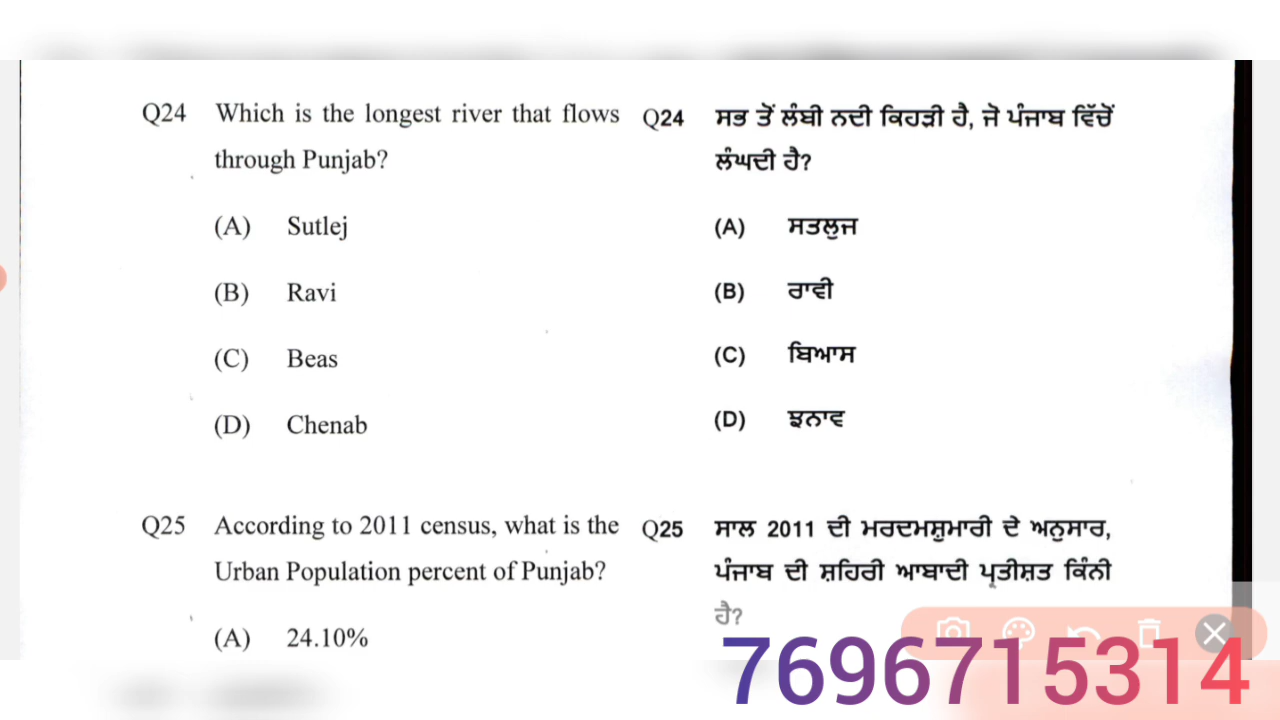 Q24 Which is the longest river that flows
through Punjab?
(A) Sutlej
(B) Ravi
(C) Beas
(D) Chenab
Q25 According to 2011 census, what is the
Urban Population percent of Punjab?
(A) 24.10%
Q24 ਸਭ ਤੋਂ ਲੰਬੀ ਨਦੀ ਕਿਹੜੀ ਹੈ, ਜੋ ਪੰਜਾਬ ਵਿੱਚੋਂ
ਲੰਘਦੀ ਹੈ?
(A) ਸਤਲੁਜ
(B) ਰਾਵੀ
(C) ਬਿਆਸ
(D) ਝਨਾਵ
Q25 ਸਾਲ 2011 ਦੀ ਮਰਦਮਸ਼ੁਮਾਰੀ ਦੇ ਅਨੁਸਾਰ,
ਪੰਜਾਬ ਦੀ ਸ਼ਹਿਰੀ ਆਬਾਦੀ ਪ੍ਰਤੀਸ਼ਤ ਕਿੰਨੀ
ਹੈ?
7696715314